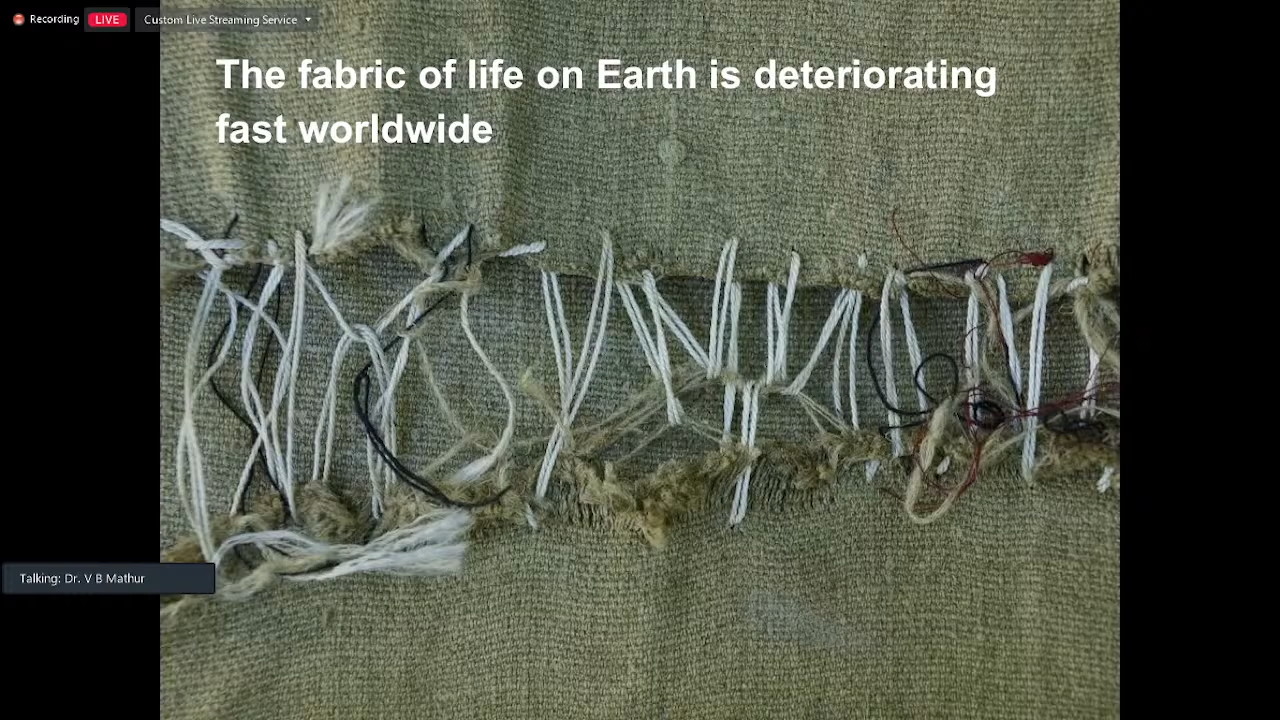 Recording LIVE Custom Live Streaming Service
The fabric of life on Earth is deteriorating
fast worldwide
Talking: Dr. V B Mathur